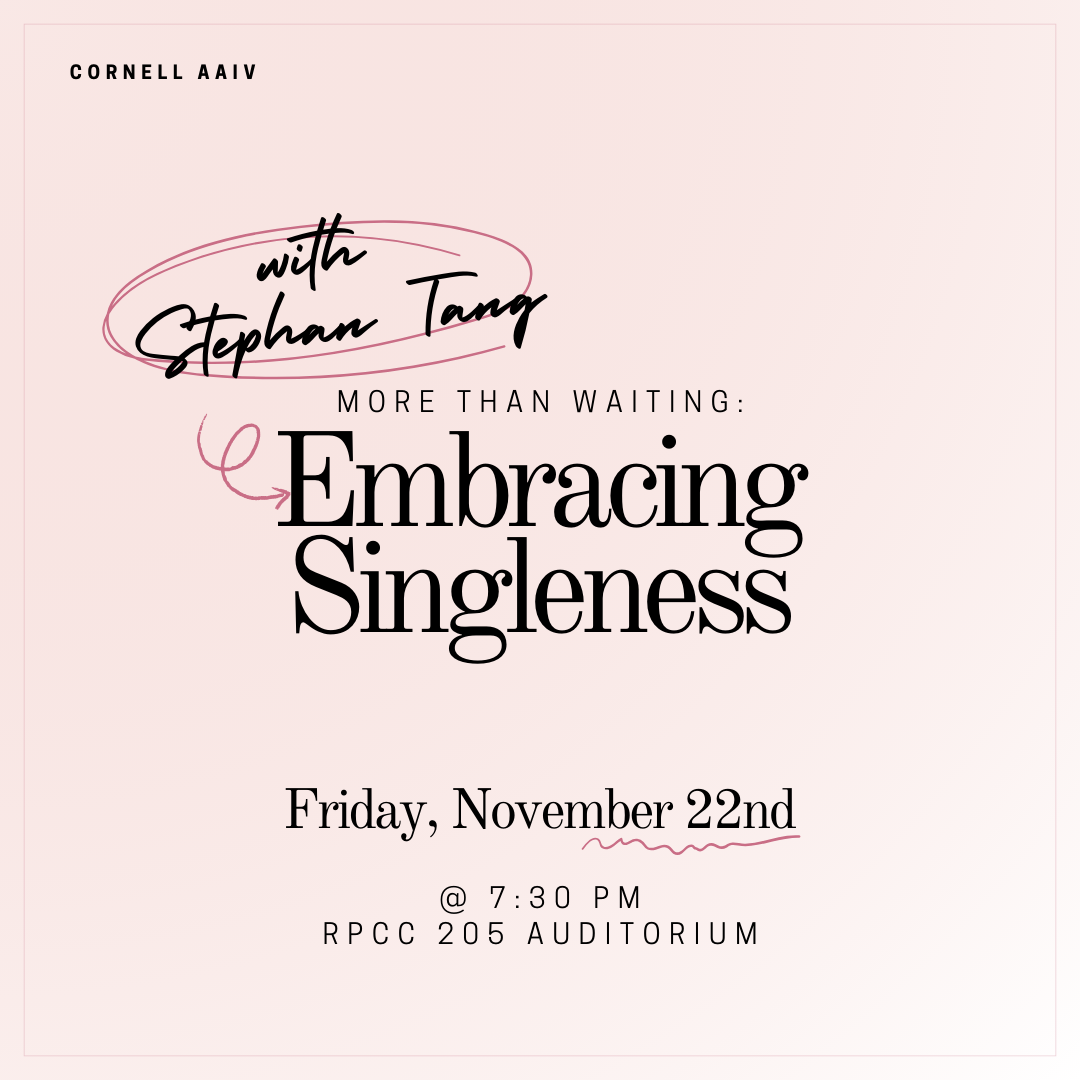 CORNELL AAIV
with
Stephan Tang
MORE THAN WAITING:
Embracing
Singleness
Friday, November 22nd
@ 7:30 PM
RPCC 205 AUDITORIUM